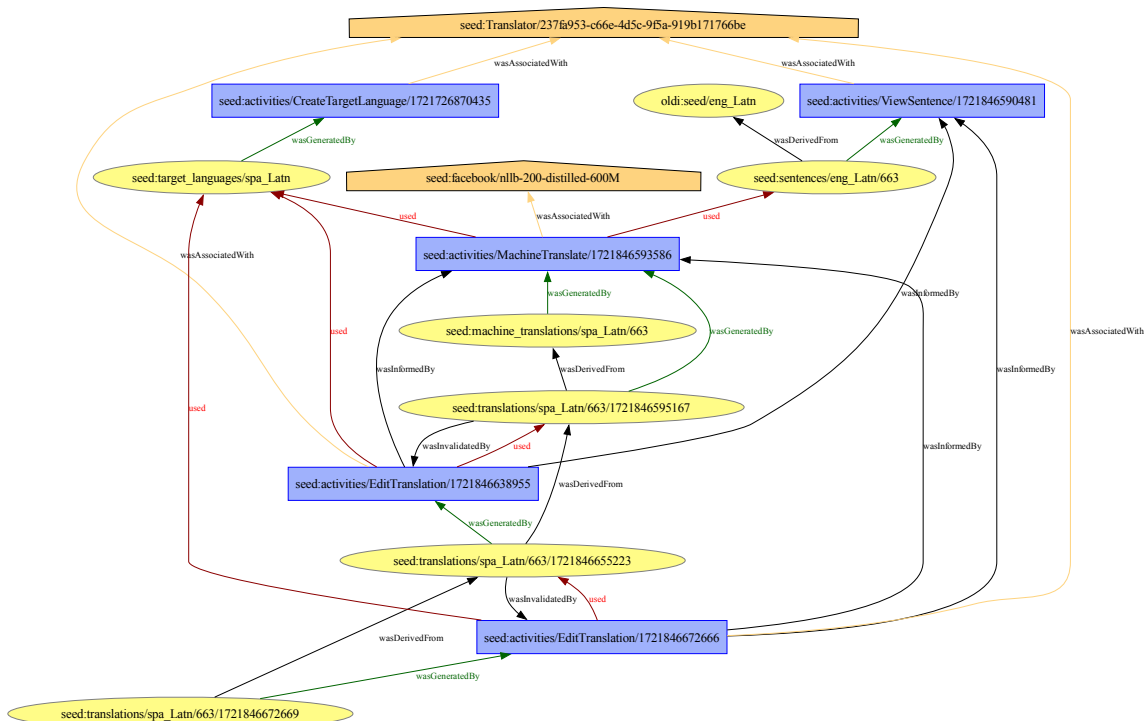 seed:Translator/237fa953-c66e-4d5c-9f5a-919b171766be
wasAssociatedWith
wasAssociatedWith
seed:activities/CreateTargetLanguage/1721726870435
oldi:seed/eng_Latn
seed:activities/ViewSentence/1721846590481
wasGeneratedBy
wasDerivedFrom
wasGeneratedBy
seed:target_languages/spa_Latn
seed:facebook/nllb-200-distilled-600M
seed:sentences/eng_Latn/663
used
wasAssociatedWith
used
wasAssociatedWith
seed:activities/MachineTranslate/1721846593586
wasGeneratedBy
wasInformedBy
used
seed:machine_translations/spa_Latn/663
wasGeneratedBy
wasAssociatedWith
wasInformedBy
wasDerivedFrom
wasInformedBy
seed:translations/spa_Latn/663/1721846595167
used
wasInvalidatedBy
used
wasInformedBy
seed:activities/EditTranslation/1721846638955
wasDerivedFrom
wasGeneratedBy
seed:translations/spa_Latn/663/1721846655223
wasInvalidatedBy
used
wasDerivedFrom
seed:activities/EditTranslation/1721846672666
wasGeneratedBy
seed:translations/spa_Latn/663/1721846672669